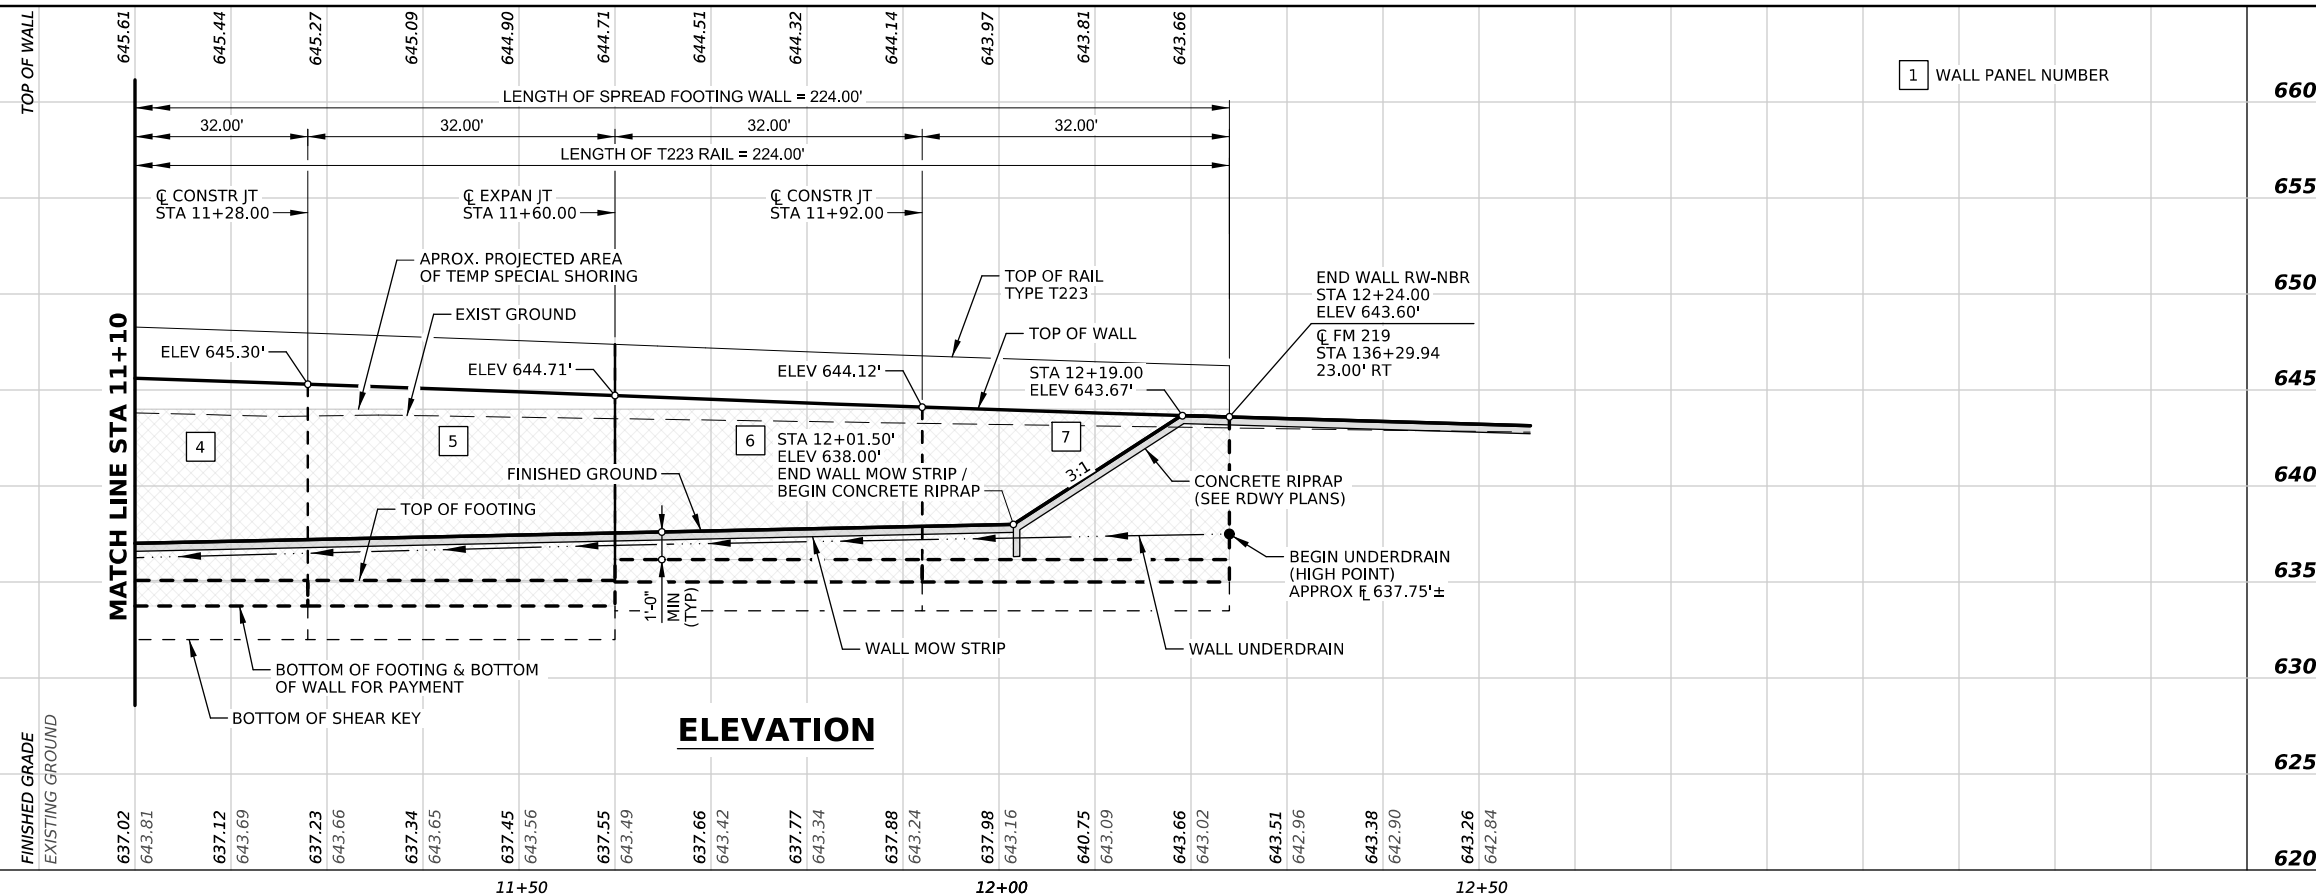 TOP OF WALL
645.61
645.44
645.27
645.09
644.90
644.71
644.51
644.32
644.14
643.97
643.81
643.66
1 WALL PANEL NUMBER
LENGTH OF SPREAD FOOTING WALL = 224.00'
32.00'
32.00'
32.00'
32.00'
LENGTH OF T223 RAIL = 224.00'
℄ CONSTR JT
STA 11+28.00
℄ EXPAN JT
STA 11+60.00
℄ CONSTR JT
STA 11+92.00
660
655
650
645
640
635
630
625
620
MATCH LINE STA 11+10
APROX. PROJECTED AREA
OF TEMP SPECIAL SHORING
EXIST GROUND
TOP OF RAIL
TYPE T223
TOP OF WALL
END WALL RW-NBR
STA 12+24.00
ELEV 643.60'
℄ FM 219
STA 136+29.94
23.00' RT
ELEV 645.30'
ELEV 644.71'
ELEV 644.12'
STA 12+19.00
ELEV 643.67'
4
5
6
7
STA 12+01.50'
ELEV 638.00'
END WALL MOW STRIP /
BEGIN CONCRETE RIPRAP
FINISHED GROUND
3:1
CONCRETE RIPRAP
(SEE RDWY PLANS)
TOP OF FOOTING
BEGIN UNDERDRAIN
(HIGH POINT)
APPROX FL 637.75'±
1'-0"
MIN
(TYP)
WALL MOW STRIP
WALL UNDERDRAIN
BOTTOM OF FOOTING & BOTTOM
OF WALL FOR PAYMENT
BOTTOM OF SHEAR KEY
ELEVATION
FINISHED GRADE
EXISTING GROUND
637.02
643.81
637.12
643.69
637.23
643.66
637.34
643.65
637.45
643.56
637.55
643.49
637.66
643.42
637.77
643.34
637.88
643.24
637.98
643.16
640.75
643.09
643.66
643.02
643.51
642.96
643.38
642.90
643.26
642.84
11+50
12+00
12+50